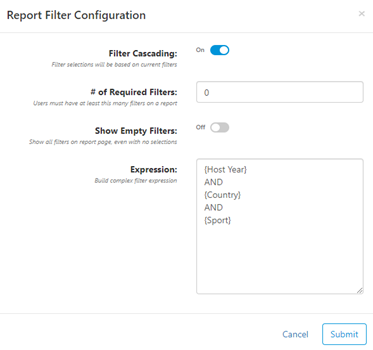 Report Filter Configuration ×
Filter Cascading: On
Filter selections will be based on current filters
# of Required Filters: 0
Users must have at least this many filters on a report
Show Empty Filters: Off
Show all filters on report page, even with no selections
Expression:
Build complex filter expression
{Host Year}
AND
{Country}
AND
{Sport}
Cancel Submit